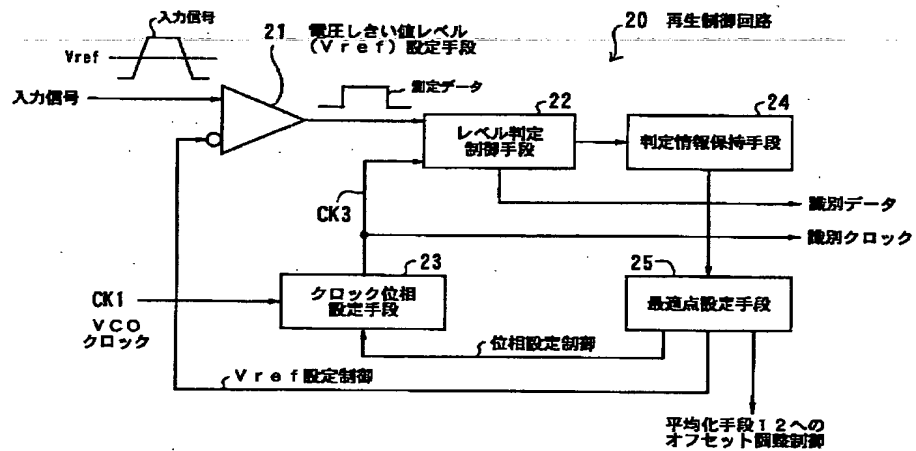 入力信号
Vref
入力信号
21
電圧しきい値レベル
(Vref)設定手段
20 再生制御回路
測定データ
22
レベル判定
制御手段
24
判定情報保持手段
識別データ
CK3
識別クロック
23
クロック位相
設定手段
25
最適点設定手段
CK1
VCO
クロック
位相設定制御
Vref設定制御
平均化手段12への
オフセット調整制御